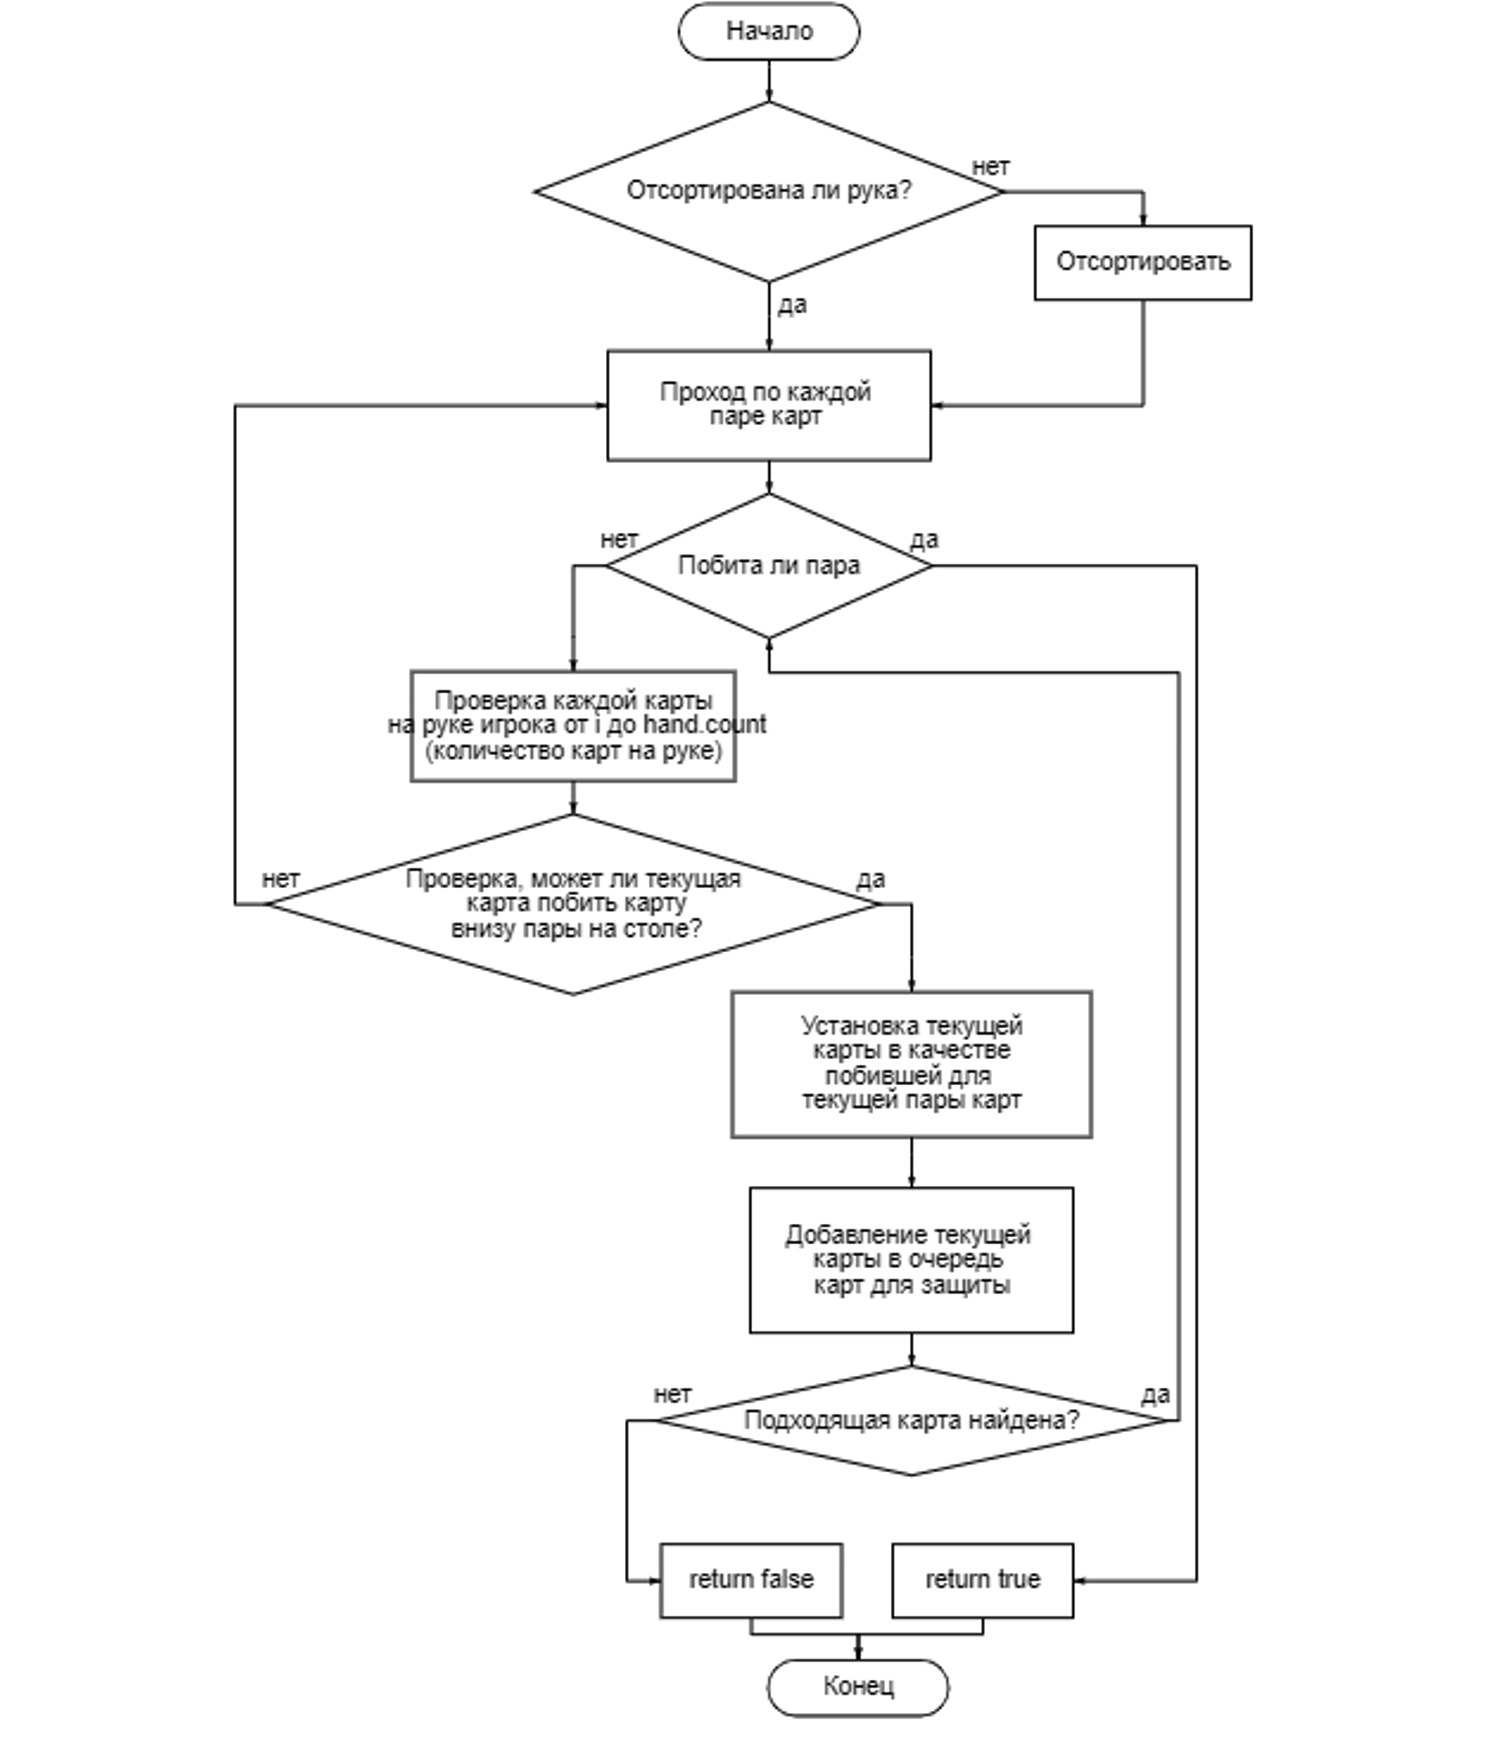 Начало
Отсортирована ли рука?
нет
Отсортировать
да
Проход по каждой
паре карт
нет
да
Побита ли пара
Проверка каждой карты
на руке игрока от i до hand.count
(количество карт на руке)
нет
да
Проверка, может ли текущая
карта побить карту
внизу пары на столе?
Установка текущей
карты в качестве
побившей для
текущей пары карт
Добавление текущей
карты в очередь
карт для защиты
нет
да
Подходящая карта найдена?
return false
return true
Конец